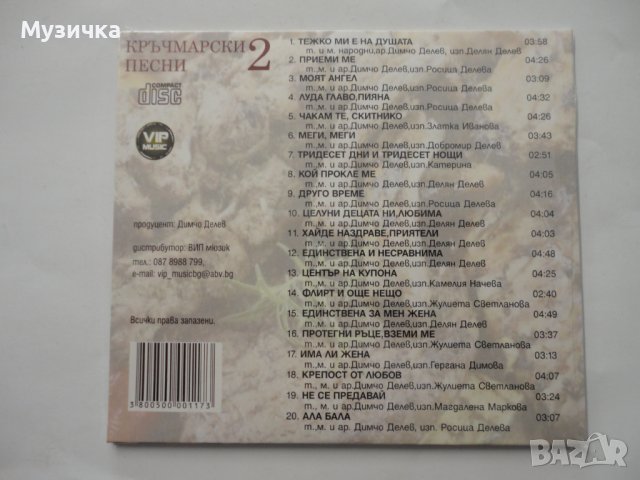 Музичка
КРЪЧМАРСКИ 2
ПЕСНИ
COMPACT
disc
VIP
MUSIC
продуцент: Димчо Делев
дистрибутор: ВИП мюзик
тел.: 087 8988 799,
e-mail: vip_musicbg@abv.bg
Всички права запазени.
3 800500 001173
1. ТЕЖКО МИ Е НА ДУШАТА 03:58
т. и м. народни,ар. Димчо Делев, изп. Делян Делев
2. ПРИЕМИ МЕ 04:26
т., м. и ар.Димчо Делев,изп.Росица Делева
3. МОЯТ АНГЕЛ 03:09
т., м. и ар.Димчо Делев,изп.Росица Делева
4. ЛУДА ГЛАВО,ПИЯНА 04:32
т., м. и ар.Димчо Делев,изп.Росица Делева
5. ЧАКАМ ТЕ, СКИТНИКО 04:26
т., м. и ар.Димчо Делев,изп.Златка Иванова
6. МЕГИ, МЕГИ 03:43
т., м. и ар.Димчо Делев,изп.Добромир Делев
7. ТРИДЕСЕТ ДНИ И ТРИДЕСЕТ НОЩИ 02:51
т., м. и ар.Димчо Делев,изп.Катерина
8. КОЙ ПРОКЛЕ МЕ 04:05
т., м. и ар.Димчо Делев,изп.Делян Делев
9. ДРУГО ВРЕМЕ 04:16
т., м. и ар.Димчо Делев,изп.Росица Делева
10. ЦЕЛУНИ ДЕЦАТА НИ,ЛЮБИМА 04:04
т., м. и ар.Димчо Делев,изп.Делян Делев
11. ХАЙДЕ НАЗДРАВЕ,ПРИЯТЕЛИ 04:03
т., м. и ар.Димчо Делев,изп.Делян Делев
12. ЕДИНСТВЕНА И НЕСРАВНИМА 04:48
т., м. и ар.Димчо Делев,изп.Делян Делев
13. ЦЕНТЪР НА КУПОНА 04:25
т., м. и ар.Димчо Делев,изп.Камелия Начева
14. ФЛИРТ И ОЩЕ НЕЩО 02:40
т., м. и ар.Димчо Делев,изп.Жулиета Светланова
15. ЕДИНСТВЕНА ЗА МЕН ЖЕНА 04:49
т., м. и ар.Димчо Делев,изп.Делян Делев
16. ПРОТЕГНИ РЪЦЕ,ВЗЕМИ МЕ 03:37
т., м. и ар.Димчо Делев,изп.Жулиета Светланова
17. ИМА ЛИ ЖЕНА 03:13
т.,м. и ар.Димчо Делев,изп.Гергана Димова
18. КРЕПОСТ ОТ ЛЮБОВ 04:07
т., м. и ар.Димчо Делев,изп.Жулиета Светланова
19. НЕ СЕ ПРЕДАВАЙ 03:24
т.,м. и ар.Димчо Делев,изп.Магдалена Маркова
20. АЛА БАЛА 03:07
т.,м. и ар. Димчо Делев, изп. Росица Делева
BAZAR
bg